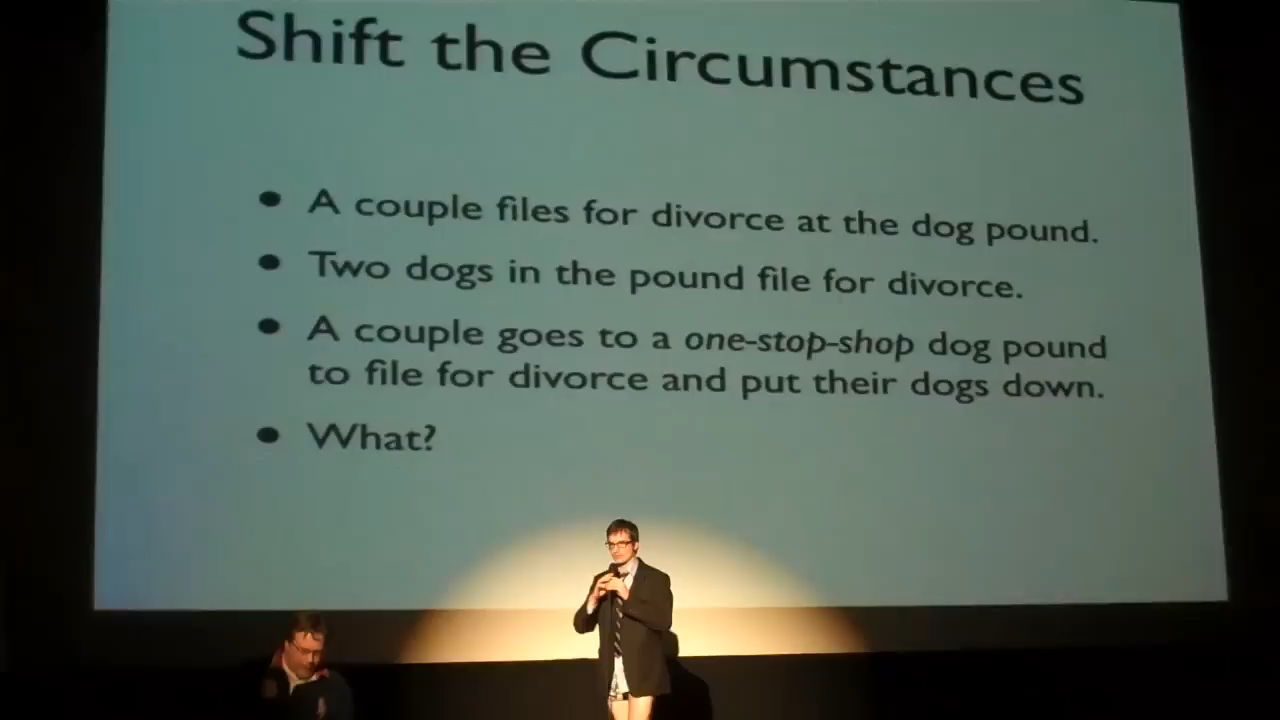 Shift the Circumstances
• A couple files for divorce at the dog pound.
• Two dogs in the pound file for divorce.
• A couple goes to a one-stop-shop dog pound
to file for divorce and put their dogs down.
• What?